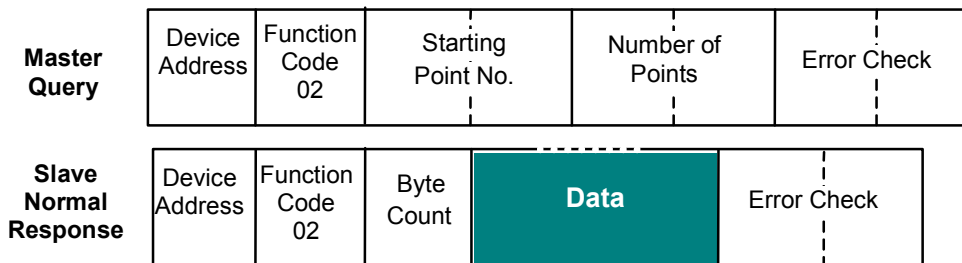 Master
Query
Device
Address
Function
Code
02
Starting
Point No.
Number of
Points
Error Check
Slave
Normal
Response
Device
Address
Function
Code
02
Byte
Count
Data
Error Check